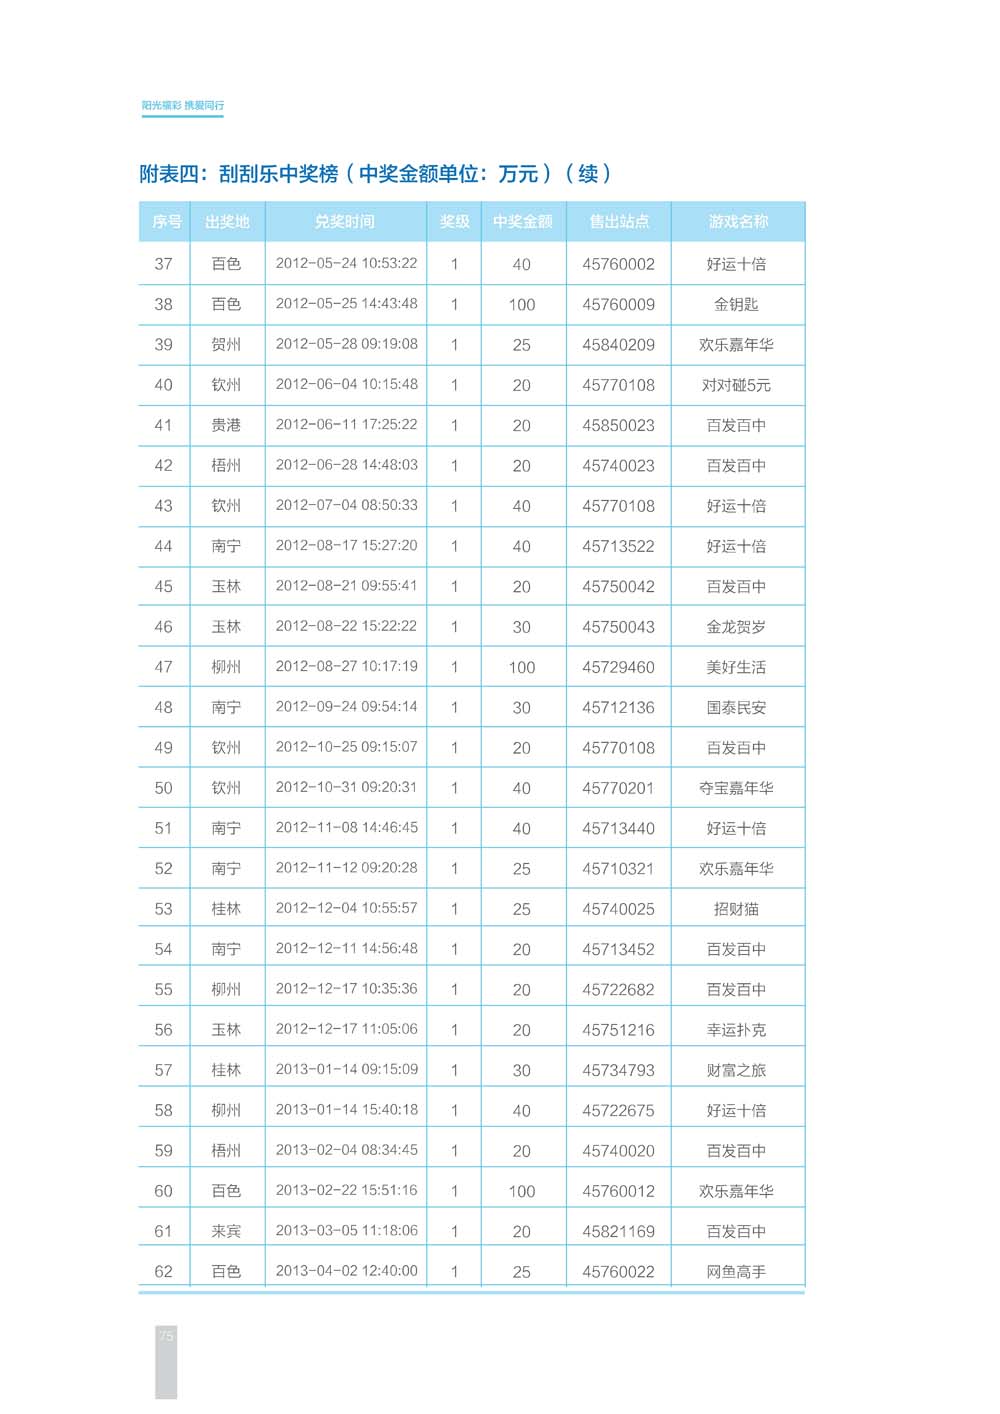 阳光福彩 携爱同行
附表四：刮刮乐中奖榜（中奖金额单位：万元）（续）
序号 出奖地 兑奖时间 奖级 中奖金额 售出站点 游戏名称
37 百色 2012-05-24 10:53:22 1 40 45760002 好运十倍
38 百色 2012-05-25 14:43:48 1 100 45760009 金钥匙
39 贺州 2012-05-28 09:19:08 1 25 45840209 欢乐嘉年华
40 钦州 2012-06-04 10:15:48 1 20 45770108 对对碰5元
41 贵港 2012-06-11 17:25:22 1 20 45850023 百发百中
42 梧州 2012-06-28 14:48:03 1 20 45740023 百发百中
43 钦州 2012-07-04 08:50:33 1 40 45770108 好运十倍
44 南宁 2012-08-17 15:27:20 1 40 45713522 好运十倍
45 玉林 2012-08-21 09:55:41 1 20 45750042 百发百中
46 玉林 2012-08-22 15:22:22 1 30 45750043 金龙贺岁
47 柳州 2012-08-27 10:17:19 1 100 45729460 美好生活
48 南宁 2012-09-24 09:54:14 1 30 45712136 国泰民安
49 钦州 2012-10-25 09:15:07 1 20 45770108 百发百中
50 钦州 2012-10-31 09:20:31 1 40 45770201 夺宝嘉年华
51 南宁 2012-11-08 14:46:45 1 40 45713440 好运十倍
52 南宁 2012-11-12 09:20:28 1 25 45710321 欢乐嘉年华
53 桂林 2012-12-04 10:55:57 1 25 45740025 招财猫
54 南宁 2012-12-11 14:56:48 1 20 45713452 百发百中
55 柳州 2012-12-17 10:35:36 1 20 45722682 百发百中
56 玉林 2012-12-17 11:05:06 1 20 45751216 幸运扑克
57 桂林 2013-01-14 09:15:09 1 30 45734793 财富之旅
58 柳州 2013-01-14 15:40:18 1 40 45722675 好运十倍
59 梧州 2013-02-04 08:34:45 1 20 45740020 百发百中
60 百色 2013-02-22 15:51:16 1 100 45760012 欢乐嘉年华
61 来宾 2013-03-05 11:18:06 1 20 45821169 百发百中
62 百色 2013-04-02 12:40:00 1 25 45760022 网鱼高手
75